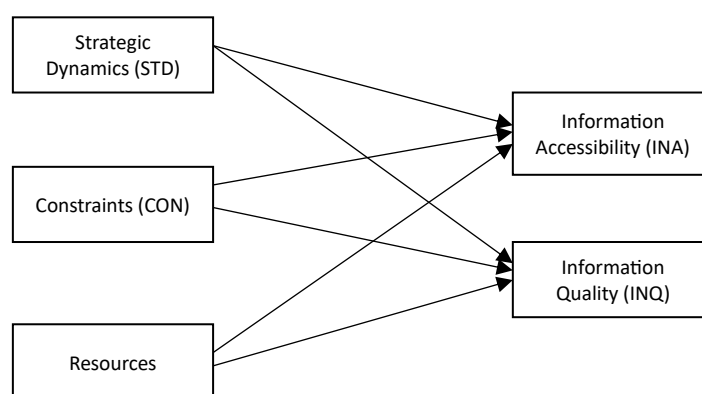 Strategic
Dynamics (STD)
Information
Accessibility (INA)
Constraints (CON)
Information
Quality (INQ)
Resources